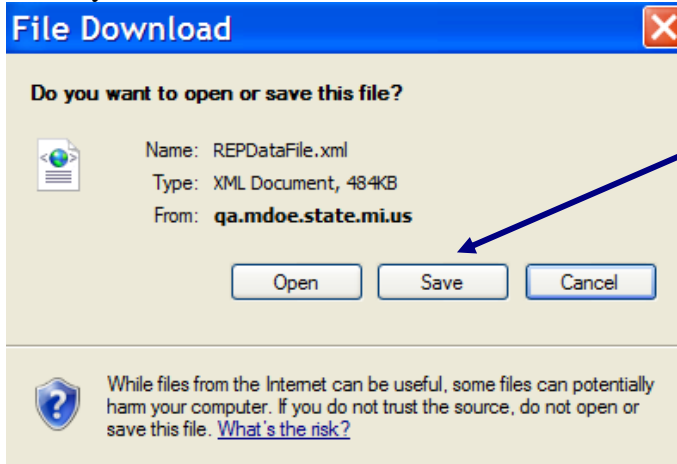 File Download
Do you want to open or save this file?
Name: REPDataFile.xml
Type: XML Document, 484KB
From: qa.mdoe.state.mi.us
Open Save Cancel
While files from the Internet can be useful, some files can potentially
harm your computer. If you do not trust the source, do not open or
save this file. What's the risk?